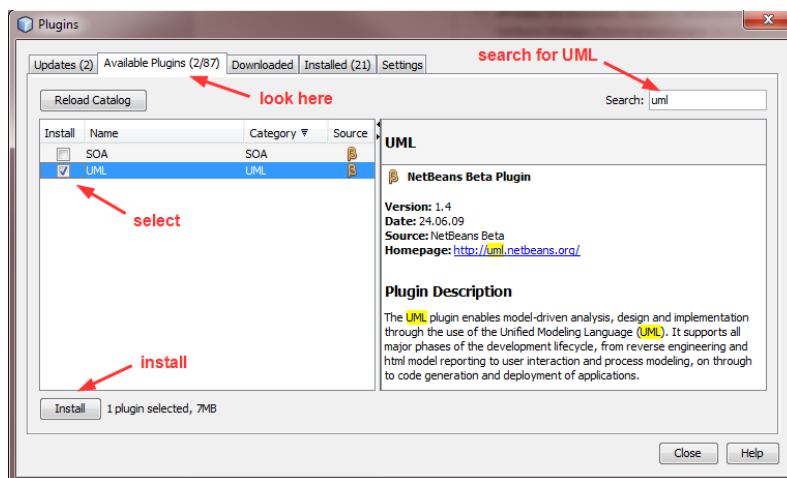 Plugins
Updates (2) Available Plugins (2/87) Downloaded Installed (21) Settings
search for UML
look here
Reload Catalog
Search: uml
Install Name Category Source
SOA SOA
UML UML
select
install
UML
NetBeans Beta Plugin
Version: 1.4
Date: 24.06.09
Source: NetBeans Beta
Homepage: http://uml.netbeans.org/
Plugin Description
The UML plugin enables model-driven analysis, design and implementation
through the use of the Unified Modeling Language (UML). It supports all
major phases of the development lifecycle, from reverse engineering and
html model reporting to user interaction and process modeling, on through
to code generation and deployment of applications.
Install 1 plugin selected, 7MB
Close Help